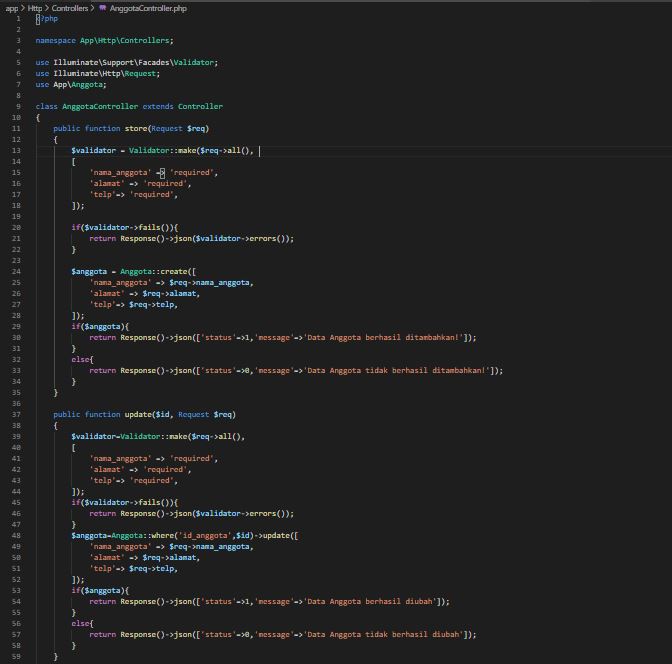 app > Http > Controllers > AnggotaController.php
1 <?php
2
3 namespace App\Http\Controllers;
4
5 use Illuminate\Support\Facades\Validator;
6 use Illuminate\Http\Request;
7 use App\Anggota;
8
9 class AnggotaController extends Controller
10 {
11     public function store(Request $req)
12     {
13         $validator = Validator::make($req->all(),
14         [
15             'nama_anggota' => 'required',
16             'alamat' => 'required',
17             'telp'=> 'required',
18         ]);
19
20         if($validator->fails()){
21             return Response()->json($validator->errors());
22         }
23
24         $anggota = Anggota::create([
25             'nama_anggota' => $req->nama_anggota,
26             'alamat' => $req->alamat,
27             'telp'=> $req->telp,
28         ]);
29         if($anggota){
30             return Response()->json(['status'=>1,'message'=>'Data Anggota berhasil ditambahkan!']);
31         }
32         else{
33             return Response()->json(['status'=>0,'message'=>'Data Anggota tidak berhasil ditambahkan!']);
34         }
35     }
36
37     public function update($id, Request $req)
38     {
39         $validator=Validator::make($req->all(),
40         [
41             'nama_anggota' => 'required',
42             'alamat' => 'required',
43             'telp'=> 'required',
44         ]);
45         if($validator->fails()){
46             return Response()->json($validator->errors());
47         }
48         $anggota=Anggota::where('id_anggota',$id)->update([
49             'nama_anggota' => $req->nama_anggota,
50             'alamat' => $req->alamat,
51             'telp'=> $req->telp,
52         ]);
53         if($anggota){
54             return Response()->json(['status'=>1,'message'=>'Data Anggota berhasil diubah']);
55         }
56         else{
57             return Response()->json(['status'=>0,'message'=>'Data Anggota tidak berhasil diubah']);
58         }
59     }